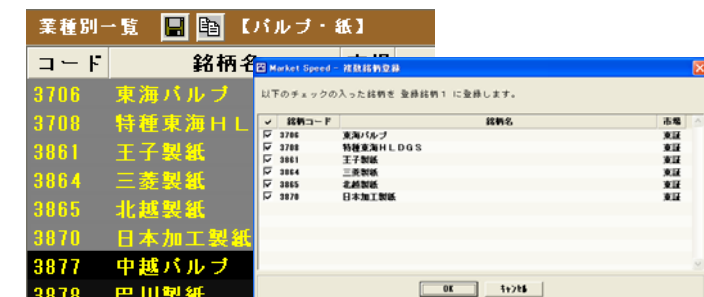 業種別一覧 【パルプ・紙】
コード 銘柄名
3706 東海パルプ
3708 特種東海HL
3861 王子製紙
3864 三菱製紙
3865 北越製紙
3870 日本加工製紙
3877 中越パルプ
3878 巴川製紙
Market Speed - 複数銘柄登録
以下のチェックの入った銘柄を 登録銘柄1 に登録します。
銘柄コード 銘柄名 市場
3706 東海パルプ 東証
3708 特種東海HLDGS 東証
3861 王子製紙 東証
3864 三菱製紙 東証
3865 北越製紙 東証
3870 日本加工製紙 東証
OK キャンセル